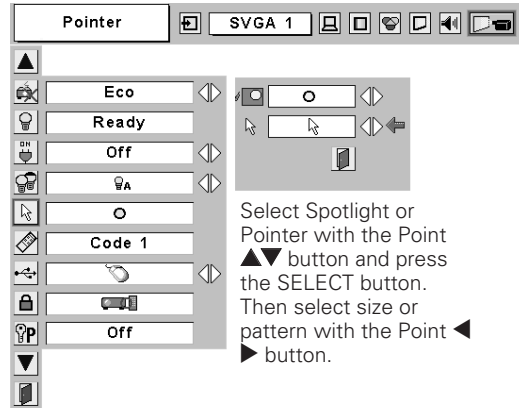 Pointer
SVGA 1
Eco
Ready
ON
Off
A
Code 1
P
Off
Select Spotlight or
Pointer with the Point
▲▼ button and press
the SELECT button.
Then select size or
pattern with the Point ◀
▶ button.